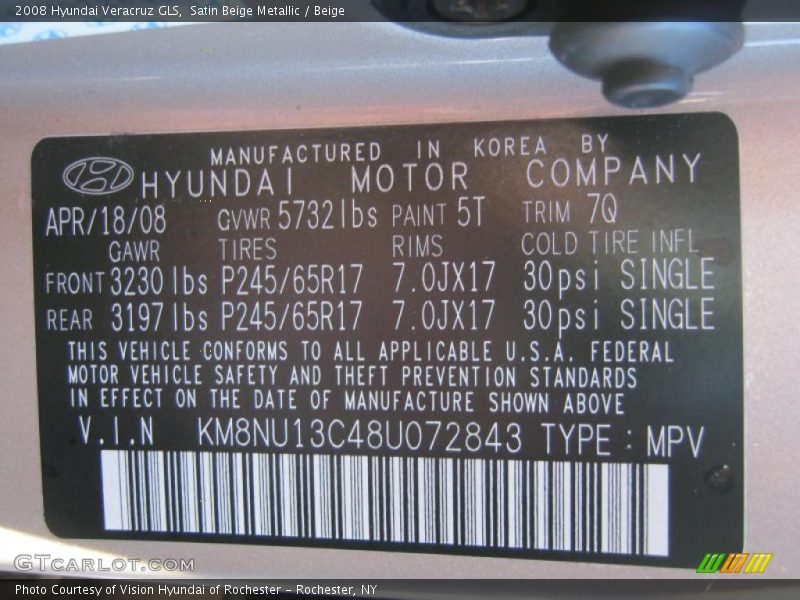 2008 Hyundai Veracruz GLS,  Satin Beige Metallic / Beige
MANUFACTURED IN KOREA BY
HYUNDAI MOTOR COMPANY
APR/18/08 GVWR 5732lbs PAINT 5T TRIM 7Q
GAWR TIRES RIMS COLD TIRE INFL
FRONT 3230 lbs P245/65R17 7.0JX17 30psi SINGLE
REAR 3197 lbs P245/65R17 7.0JX17 30psi SINGLE
THIS VEHICLE CONFORMS TO ALL APPLICABLE U.S.A. FEDERAL
MOTOR VEHICLE SAFETY AND THEFT PREVENTION STANDARDS
IN EFFECT ON THE DATE OF MANUFACTURE SHOWN ABOVE
V.I.N KM8NU13C48U072843 TYPE : MPV
GTCARLOT.COM
Photo Courtesy of Vision Hyundai of Rochester – Rochester, NY